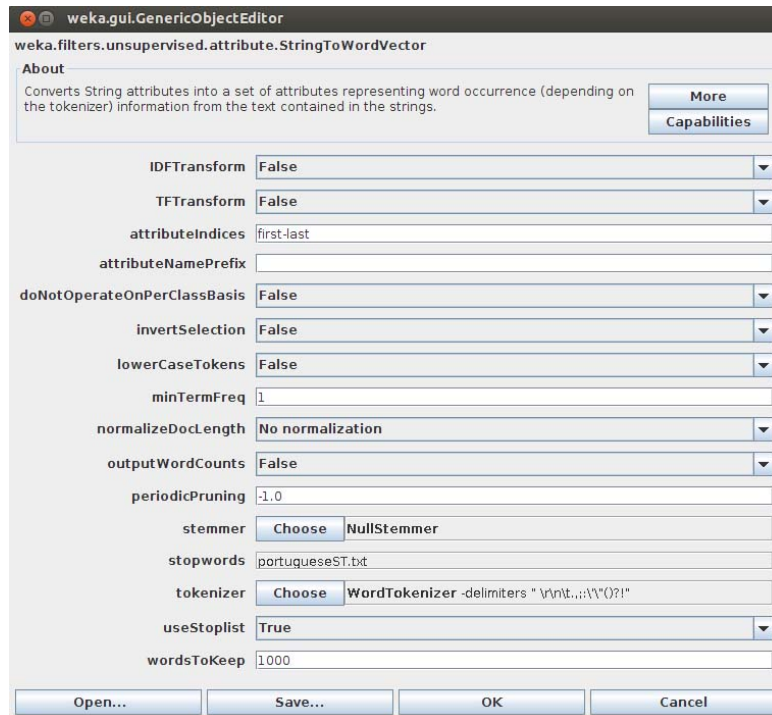 weka.gui.GenericObjectEditor
weka.filters.unsupervised.attribute.StringToWordVector
About
Converts String attributes into a set of attributes representing word occurrence (depending on
the tokenizer) information from the text contained in the strings.
More
Capabilities
IDFTransform False
TFTransform False
attributeIndices first-last
attributeNamePrefix
doNotOperateOnPerClassBasis False
invertSelection False
lowerCaseTokens False
minTermFreq 1
normalizeDocLength No normalization
outputWordCounts False
periodicPruning -1.0
stemmer Choose NullStemmer
stopwords portugueseST.txt
tokenizer Choose WordTokenizer -delimiters " \r\n\t.,;:\'\"()?!"
useStoplist True
wordsToKeep 1000
Open... Save... OK Cancel